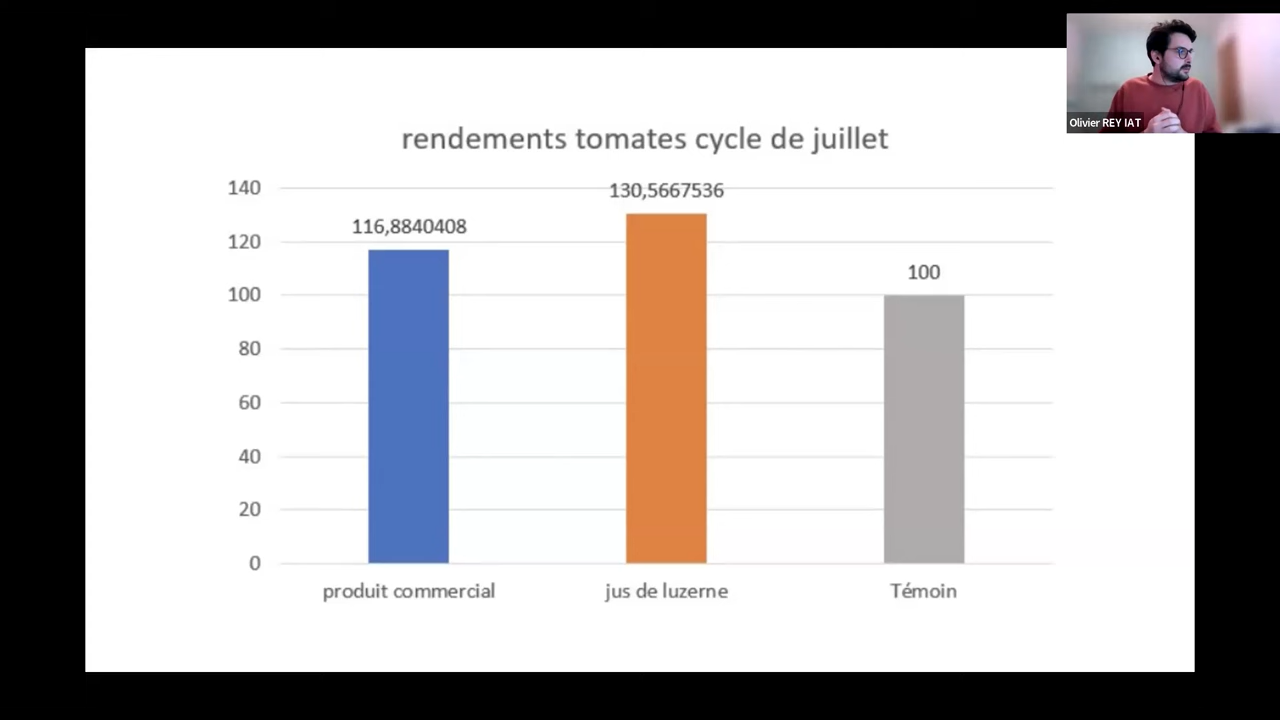 Olivier REY IAT
rendements tomates cycle de juillet
140
130,5667536
116,8840408
120
100
100
80
60
40
20
0
produit commercial
jus de luzerne
Témoin